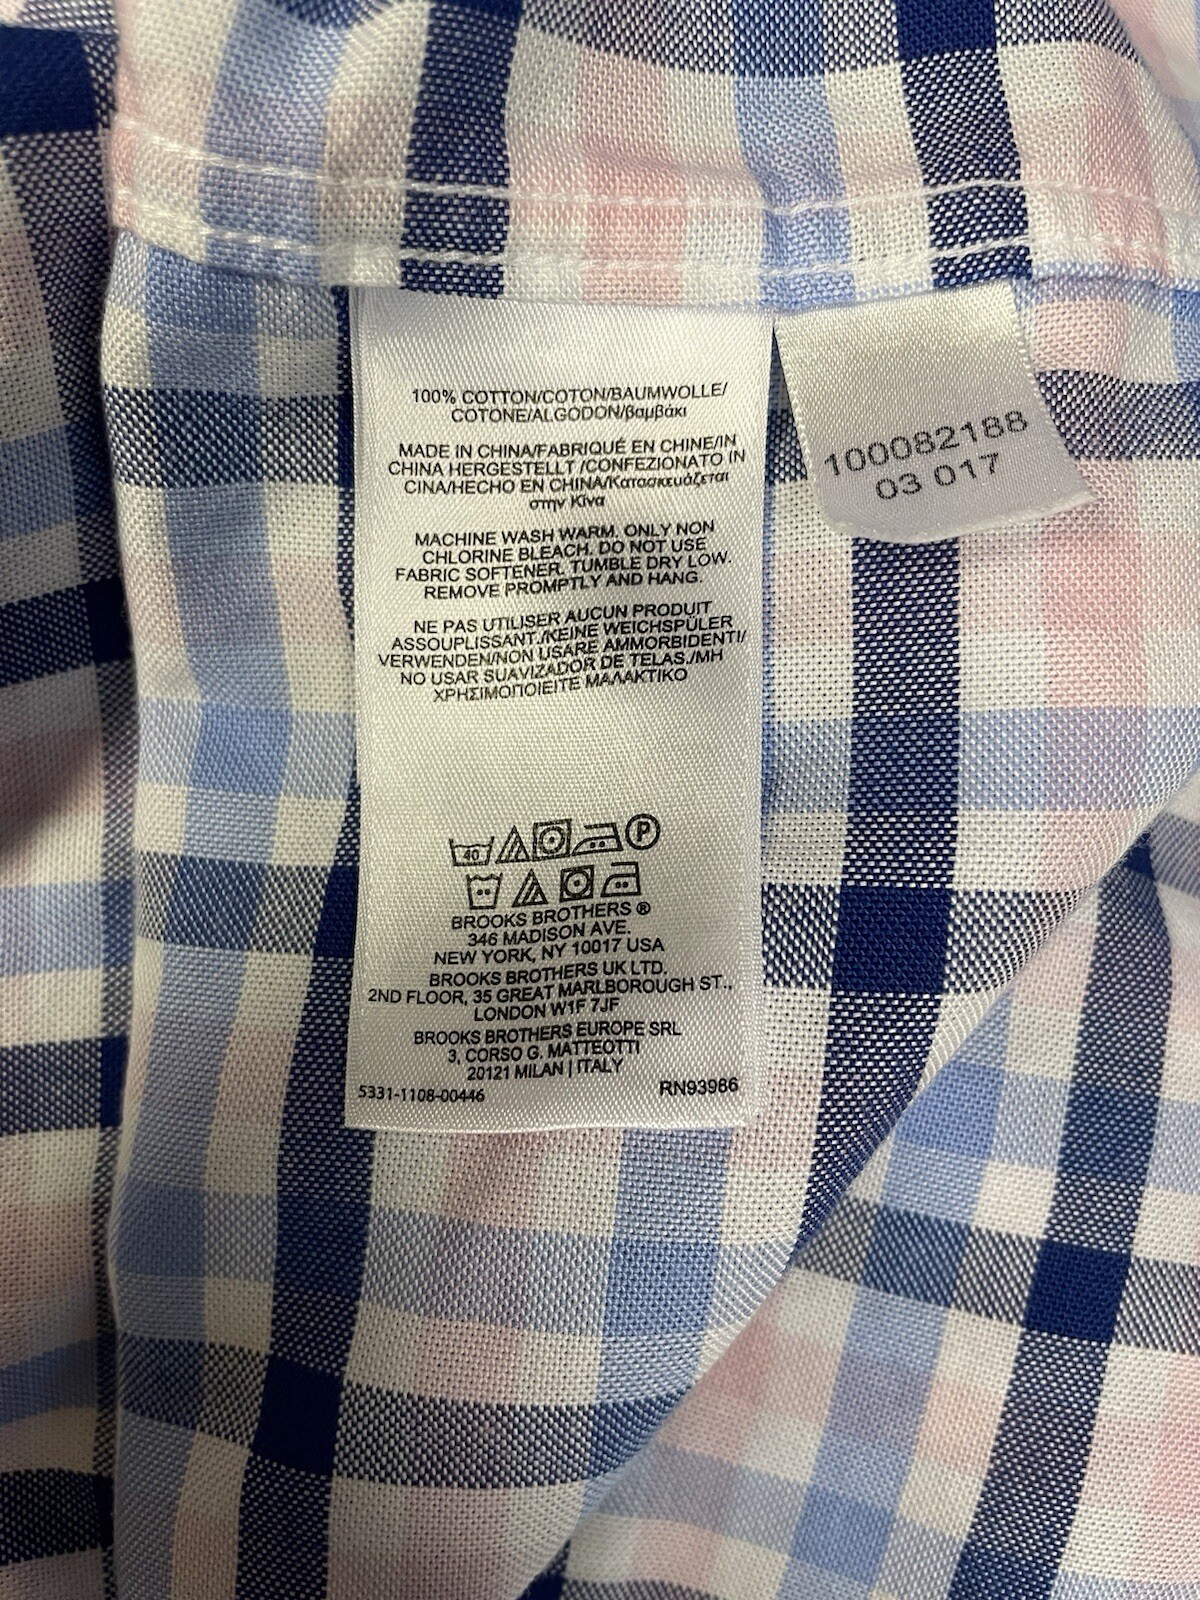 100% COTTON/COTON/BAUMWOLLE/
COTONE/ALGODON/βαμβάκι
MADE IN CHINA/FABRIQUÉ EN CHINE/IN
CHINA HERGESTELLT /CONFEZIONATO IN
CINA/HECHO EN CHINA/Κατασκευάζεται
στην Κίνα
MACHINE WASH WARM. ONLY NON
CHLORINE BLEACH. DO NOT USE
FABRIC SOFTENER. TUMBLE DRY LOW.
REMOVE PROMPTLY AND HANG.
NE PAS UTILISER AUCUN PRODUIT
ASSOUPLISSANT./KEINE WEICHSPÜLER
VERWENDEN/NON USARE AMMORBIDENTI/
NO USAR SUAVIZADOR DE TELAS./ΜΗ
ΧΡΗΣΙΜΟΠΟΙΕΙΤΕ ΜΑΛΑΚΤΙΚΟ
40 P
BROOKS BROTHERS ®
346 MADISON AVE.
NEW YORK, NY 10017 USA
BROOKS BROTHERS UK LTD.
2ND FLOOR, 35 GREAT MARLBOROUGH ST.,
LONDON W1F 7JF
BROOKS BROTHERS EUROPE SRL
3, CORSO G. MATTEOTTI
20121 MILAN | ITALY
5331-1108-00446 RN93986
100082188
03 017